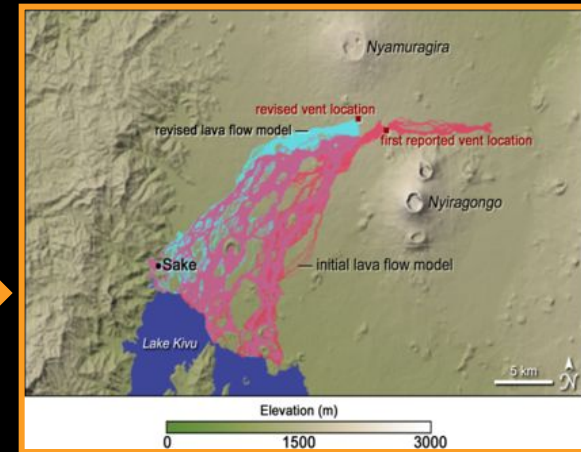 Nyamuragira
revised vent location
revised lava flow model
first reported vent location
Nyiragongo
Sake
initial lava flow model
Lake Kivu
5 km
N
Elevation (m)
0 1500 3000